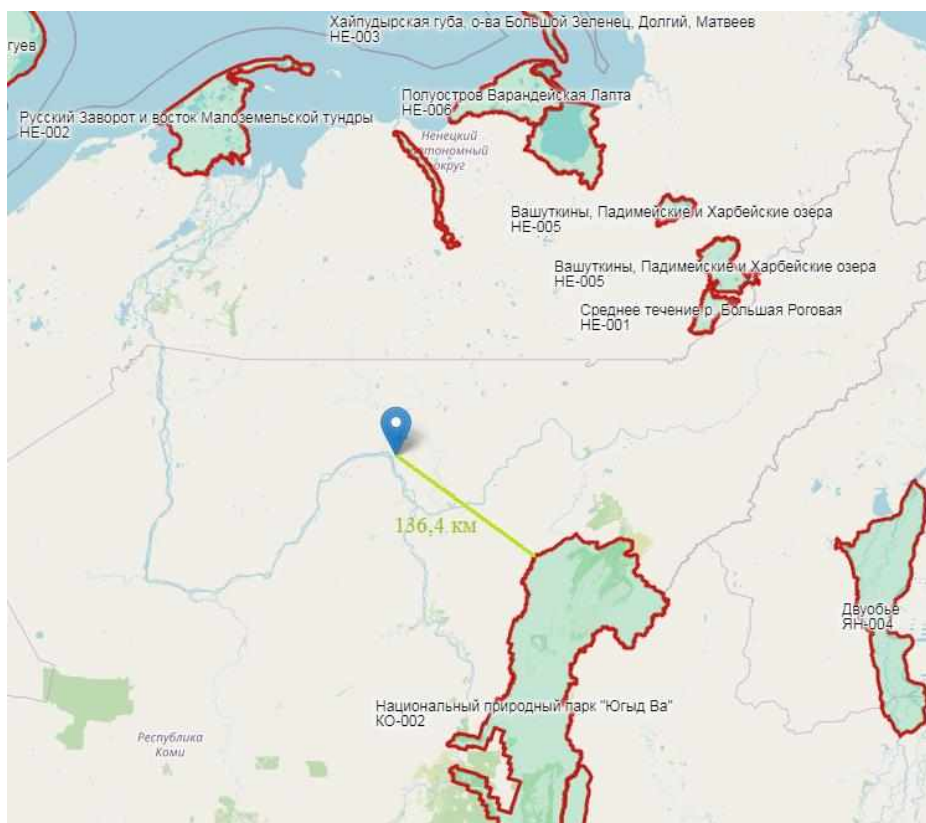 Хайпудырская губа, о-ва Большой Зеленец, Долгий, Матвеев
НЕ-003
гуев
Полуостров Варандейская Лапта
НЕ-006
Русский Заворот и восток Малоземельской тундры
НЕ-002
Ненецкий
автономный
округ
Вашуткины, Падимейские и Харбейские озера
НЕ-005
Вашуткины, Падимейские и Харбейские озера
НЕ-005
Среднее течение р. Большая Роговая
НЕ-001
136,4 км
Двуобье
ЯН-004
Национальный природный парк "Югыд Ва"
КО-002
Республика
Коми